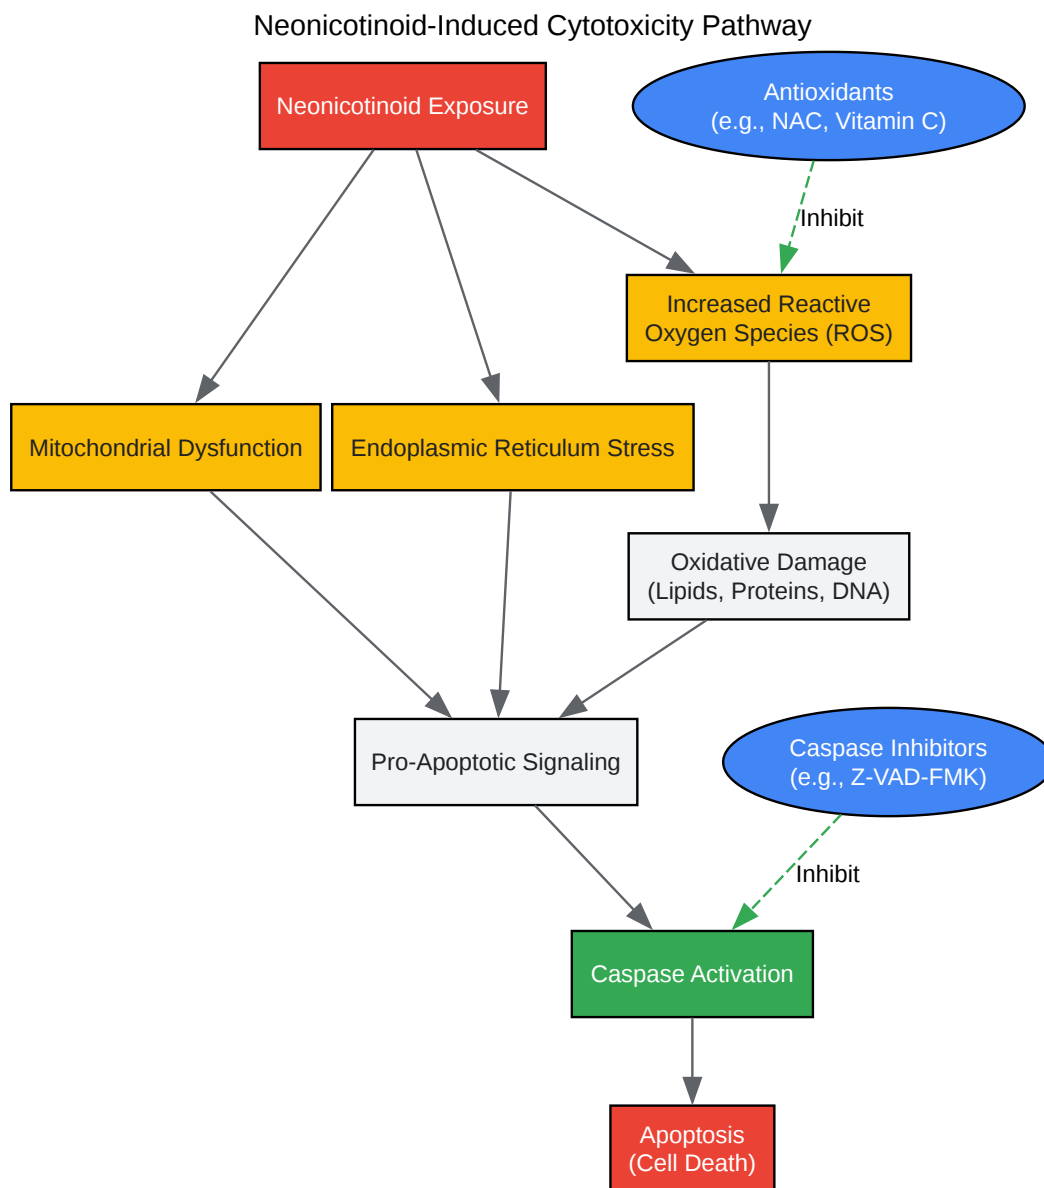 Neonicotinoid-Induced Cytotoxicity Pathway
Neonicotinoid Exposure
Antioxidants
(e.g., NAC, Vitamin C)
Inhibit
Increased Reactive
Oxygen Species (ROS)
Mitochondrial Dysfunction
Endoplasmic Reticulum Stress
Oxidative Damage
(Lipids, Proteins, DNA)
Pro-Apoptotic Signaling
Caspase Inhibitors
(e.g., Z-VAD-FMK)
Inhibit
Caspase Activation
Apoptosis
(Cell Death)